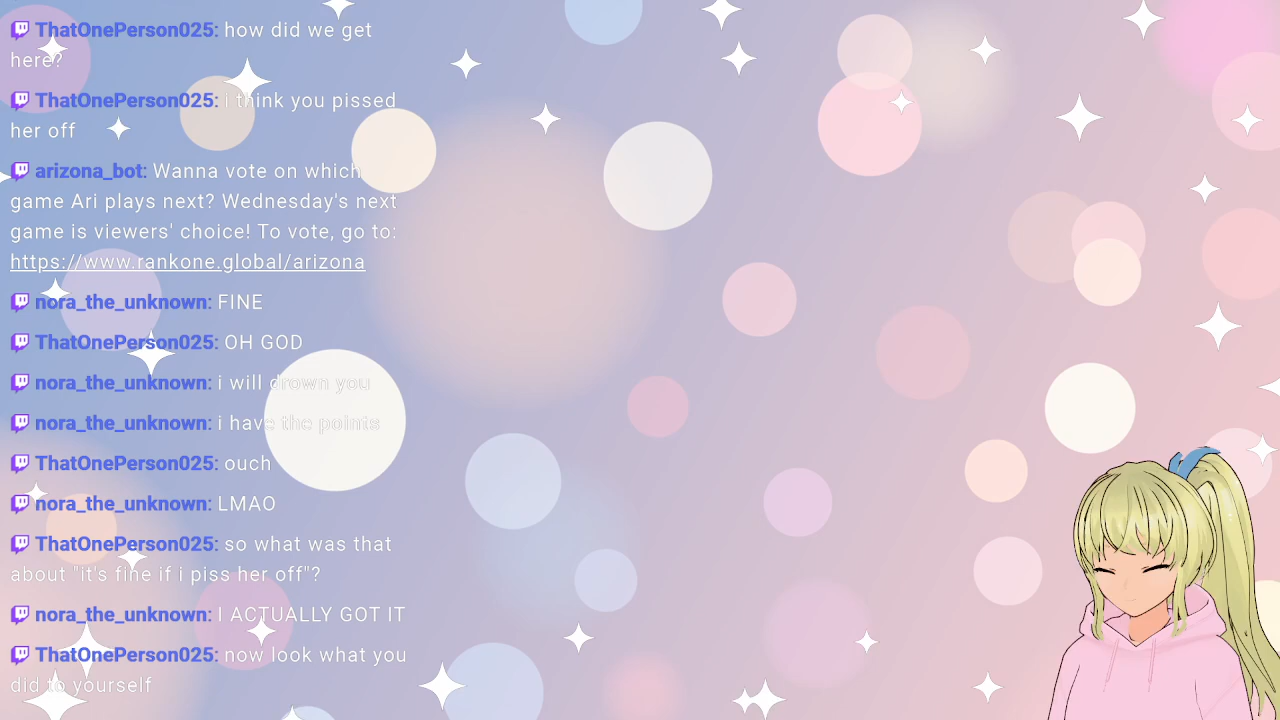 ThatOnePerson025: how did we get
here?
ThatOnePerson025: i think you pissed
her off
arizona_bot: Wanna vote on which
game Ari plays next? Wednesday's next
game is viewers' choice! To vote, go to:
https://www.rankone.global/arizona
nora_the_unknown: FINE
ThatOnePerson025: OH GOD
nora_the_unknown: i will drown you
nora_the_unknown: i have the points
ThatOnePerson025: ouch
nora_the_unknown: LMAO
ThatOnePerson025: so what was that
about "it's fine if i piss her off"?
nora_the_unknown: I ACTUALLY GOT IT
ThatOnePerson025: now look what you
did to yourself